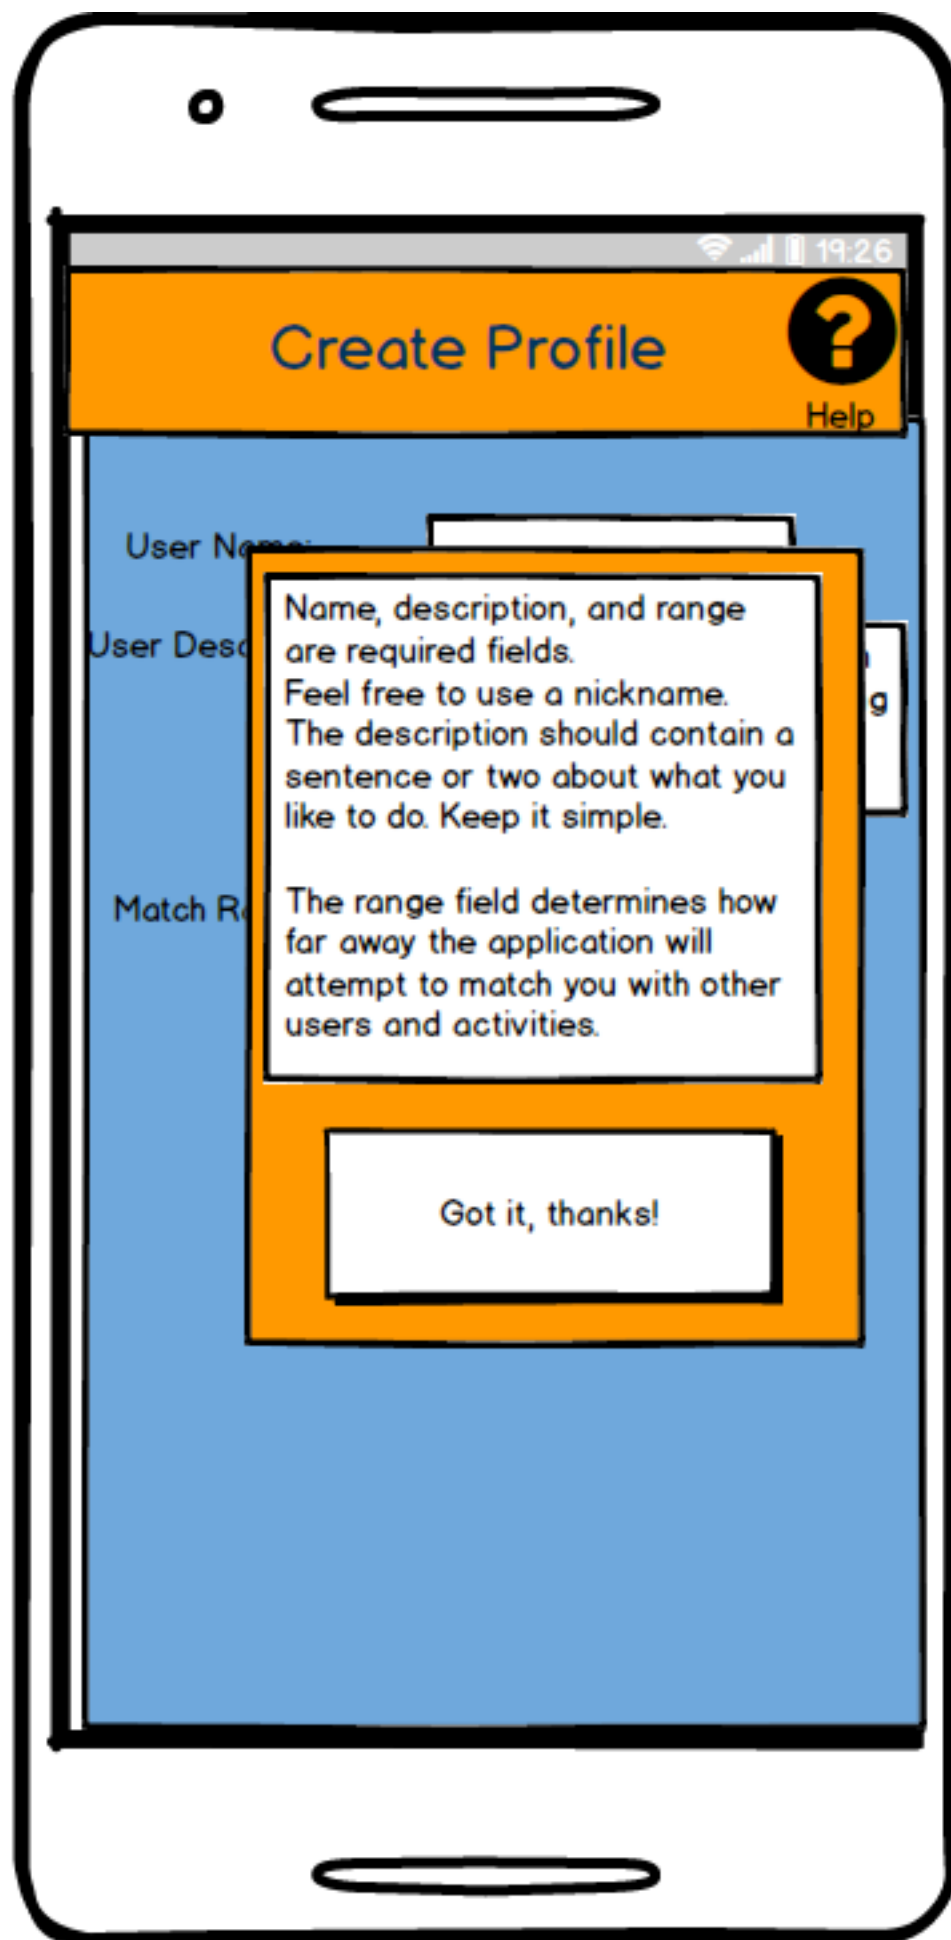 19:26
Create Profile
Help
User Name:
User
Name, description, and range
are required fields.
Feel free to use a nickname.
The description should contain a
sentence or two about what you
like to do. Keep it simple.
Match
The range field determines how
far away the application will
attempt to match you with other
users and activities.
Got it, thanks!